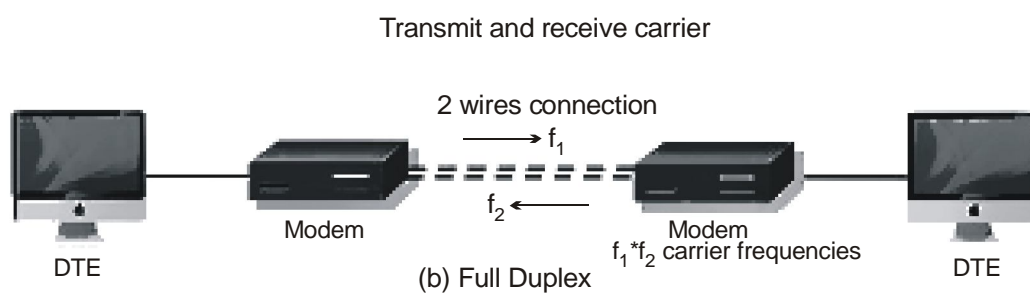 Transmit and receive carrier
2 wires connection
f₁
f₂
Modem
Modem
f₁*f₂ carrier frequencies
DTE
DTE
(b) Full Duplex